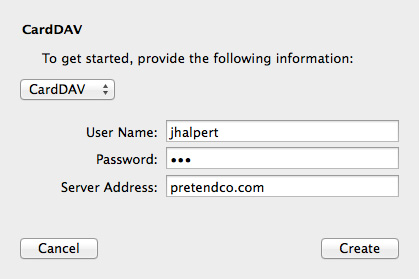 CardDAV
To get started, provide the following information:
CardDAV
User Name: jhalpert
Password: •••
Server Address: pretendco.com
Cancel Create